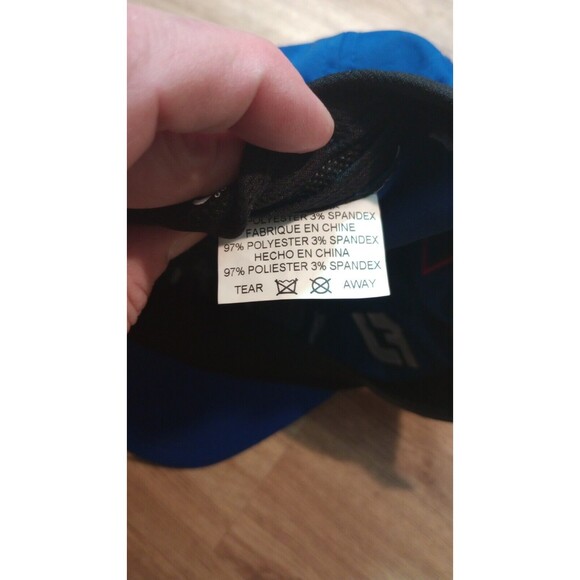 POLYESTER 3% SPANDEX
FABRIQUE EN CHINE
97% POLYESTER 3% SPANDEX
HECHO EN CHINA
97% POLIESTER 3% SPANDEX
TEAR AWAY